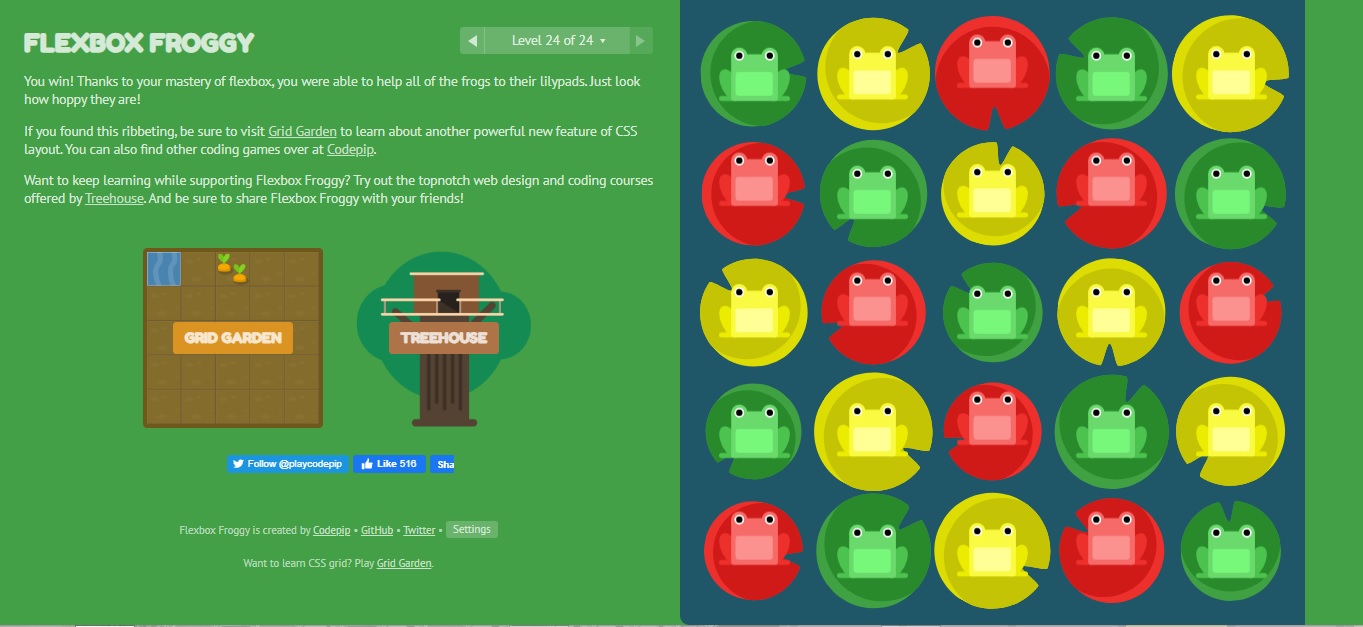 FLEXBOX FROGGY
Level 24 of 24
You win! Thanks to your mastery of flexbox, you were able to help all of the frogs to their lilypads. Just look
how hoppy they are!
If you found this ribbeting, be sure to visit Grid Garden to learn about another powerful new feature of CSS
layout. You can also find other coding games over at Codepip.
Want to keep learning while supporting Flexbox Froggy? Try out the topnotch web design and coding courses
offered by Treehouse. And be sure to share Flexbox Froggy with your friends!
GRID GARDEN
TREEHOUSE
Follow @playcodepip
Like 516
Sha
Flexbox Froggy is created by Codepip • GitHub • Twitter • Settings
Want to learn CSS grid? Play Grid Garden.